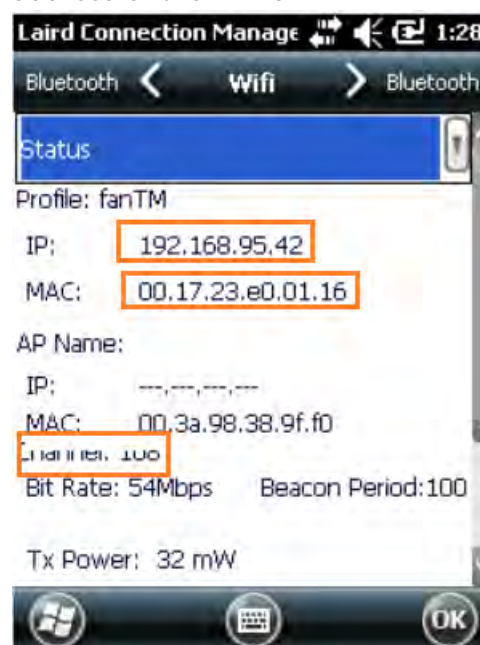 Laird Connection Manage 1:28
Bluetooth Wifi Bluetooth
Status
Profile: fanTM
IP: 192.168.95.42
MAC: 00.17.23.e0.01.16
AP Name:
IP: ---.---.---.---
MAC: 00.3a.98.38.9f.f0
Channel:
Bit Rate: 54Mbps Beacon Period:100
Tx Power: 32 mW
OK